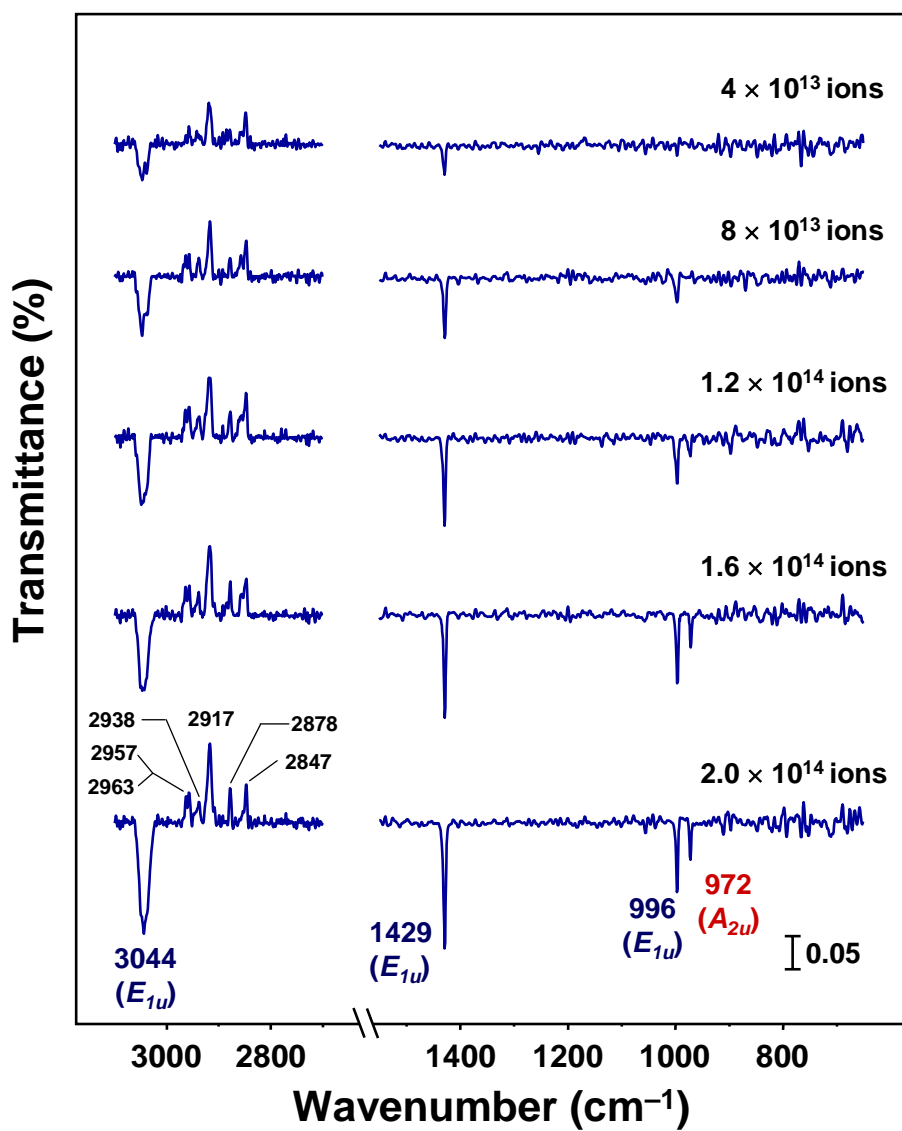 4 × 10¹³ ions
8 × 10¹³ ions
1.2 × 10¹⁴ ions
1.6 × 10¹⁴ ions
2938
2917
2878
2957
2847
2963
2.0 × 10¹⁴ ions
3044
(E₁ᵤ)
1429
(E₁ᵤ)
996
(E₁ᵤ)
972
(A₂ᵤ)
0.05
3000
2800
1400
1200
1000
800
Transmittance (%)
Wavenumber (cm⁻¹)